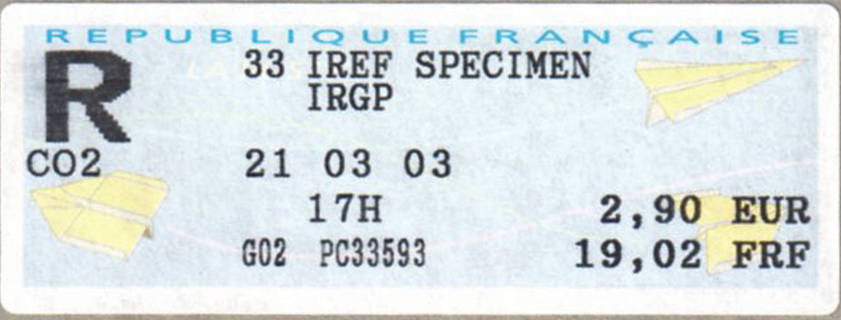 REPUBLIQUE FRANÇAISE
R
33 IREF SPECIMEN
IRGP
CO2 21 03 03
17H 2,90 EUR
G02 PC33593 19,02 FRF